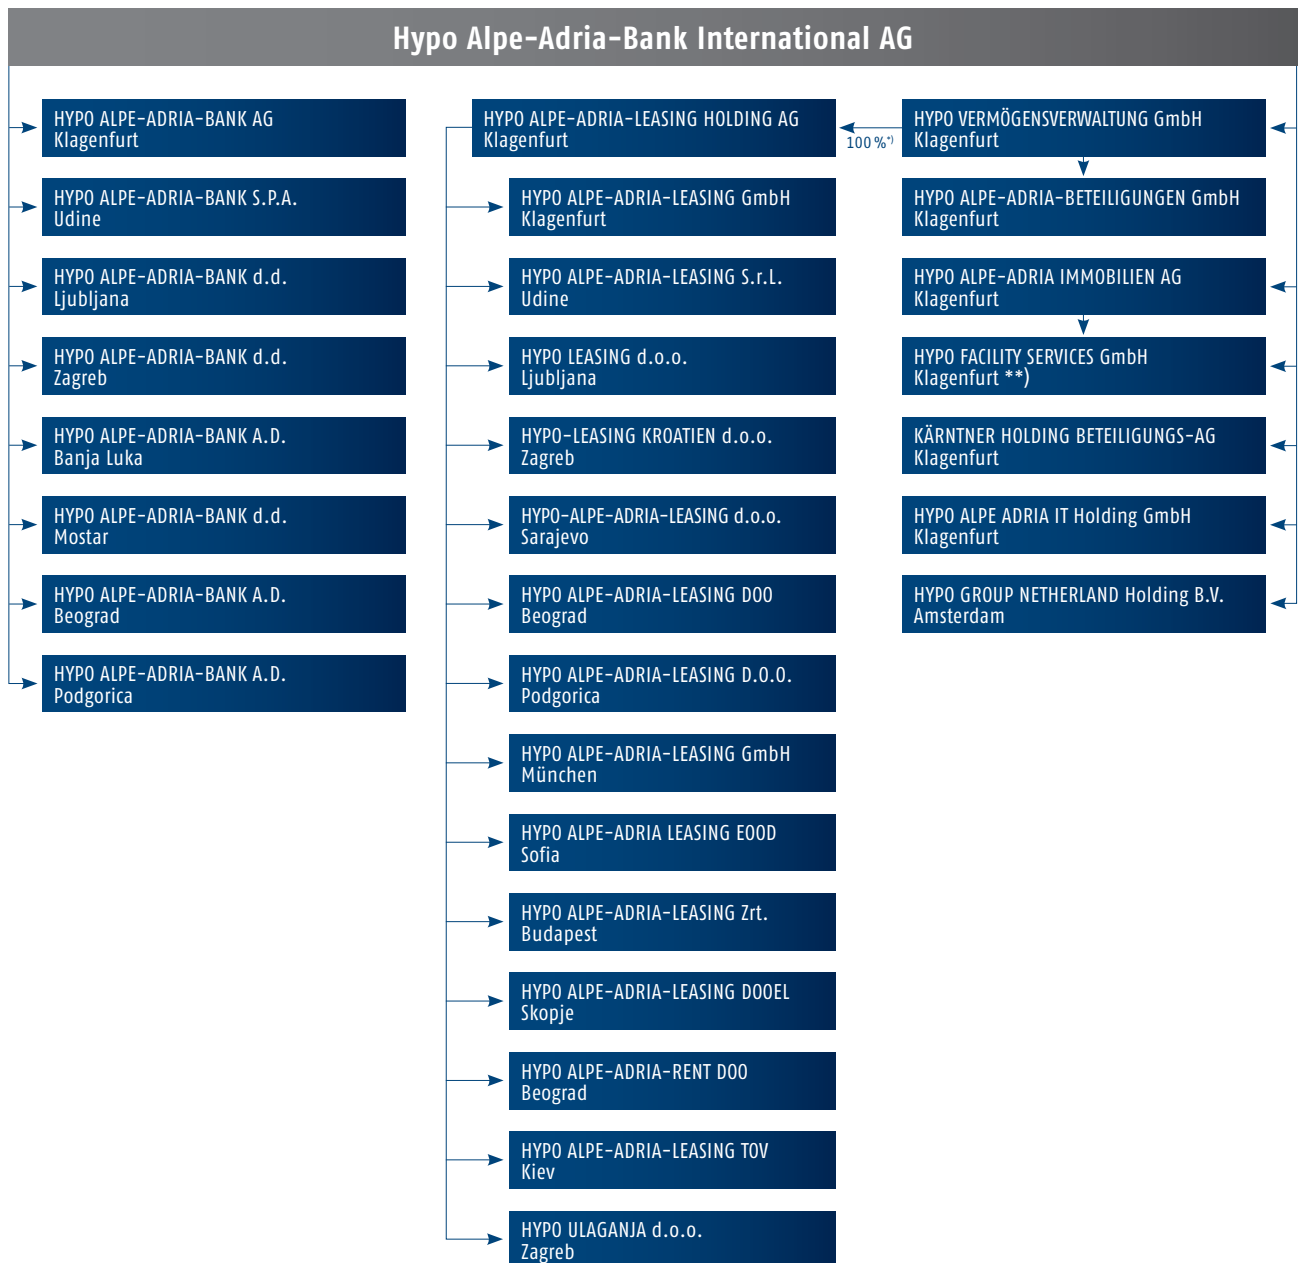 Hypo Alpe-Adria-Bank International AG
HYPO ALPE-ADRIA-BANK AG
Klagenfurt
HYPO ALPE-ADRIA-BANK S.P.A.
Udine
HYPO ALPE-ADRIA-BANK d.d.
Ljubljana
HYPO ALPE-ADRIA-BANK d.d.
Zagreb
HYPO ALPE-ADRIA-BANK A.D.
Banja Luka
HYPO ALPE-ADRIA-BANK d.d.
Mostar
HYPO ALPE-ADRIA-BANK A.D.
Beograd
HYPO ALPE-ADRIA-BANK A.D.
Podgorica
HYPO ALPE-ADRIA-LEASING HOLDING AG
Klagenfurt
HYPO ALPE-ADRIA-LEASING GmbH
Klagenfurt
HYPO ALPE-ADRIA-LEASING S.r.L.
Udine
HYPO LEASING d.o.o.
Ljubljana
HYPO-LEASING KROATIEN d.o.o.
Zagreb
HYPO-ALPE-ADRIA-LEASING d.o.o.
Sarajevo
HYPO ALPE-ADRIA-LEASING DOO
Beograd
HYPO ALPE-ADRIA-LEASING D.O.O.
Podgorica
HYPO ALPE-ADRIA-LEASING GmbH
München
HYPO ALPE-ADRIA LEASING EOOD
Sofia
HYPO ALPE-ADRIA-LEASING Zrt.
Budapest
HYPO ALPE-ADRIA-LEASING DOOEL
Skopje
HYPO ALPE-ADRIA-RENT DOO
Beograd
HYPO ALPE-ADRIA-LEASING TOV
Kiev
HYPO ULAGANJA d.o.o.
Zagreb
100 %*)
HYPO VERMÖGENSVERWALTUNG GmbH
Klagenfurt
HYPO ALPE-ADRIA-BETEILIGUNGEN GmbH
Klagenfurt
HYPO ALPE-ADRIA IMMOBILIEN AG
Klagenfurt
HYPO FACILITY SERVICES GmbH
Klagenfurt **)
KÄRNTNER HOLDING BETEILIGUNGS-AG
Klagenfurt
HYPO ALPE ADRIA IT Holding GmbH
Klagenfurt
HYPO GROUP NETHERLAND Holding B.V.
Amsterdam